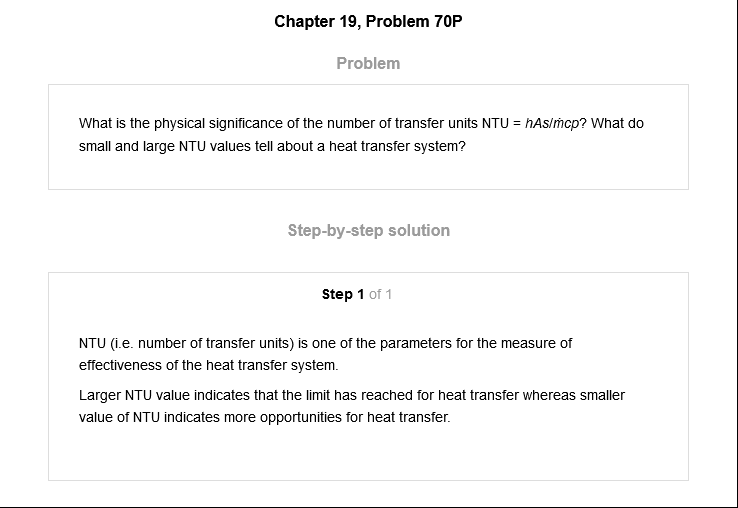 Chapter 19, Problem 70P
Problem
What is the physical significance of the number of transfer units NTU = hAs/ṁcp? What do
small and large NTU values tell about a heat transfer system?
Step-by-step solution
Step 1 of 1
NTU (i.e. number of transfer units) is one of the parameters for the measure of
effectiveness of the heat transfer system.
Larger NTU value indicates that the limit has reached for heat transfer whereas smaller
value of NTU indicates more opportunities for heat transfer.